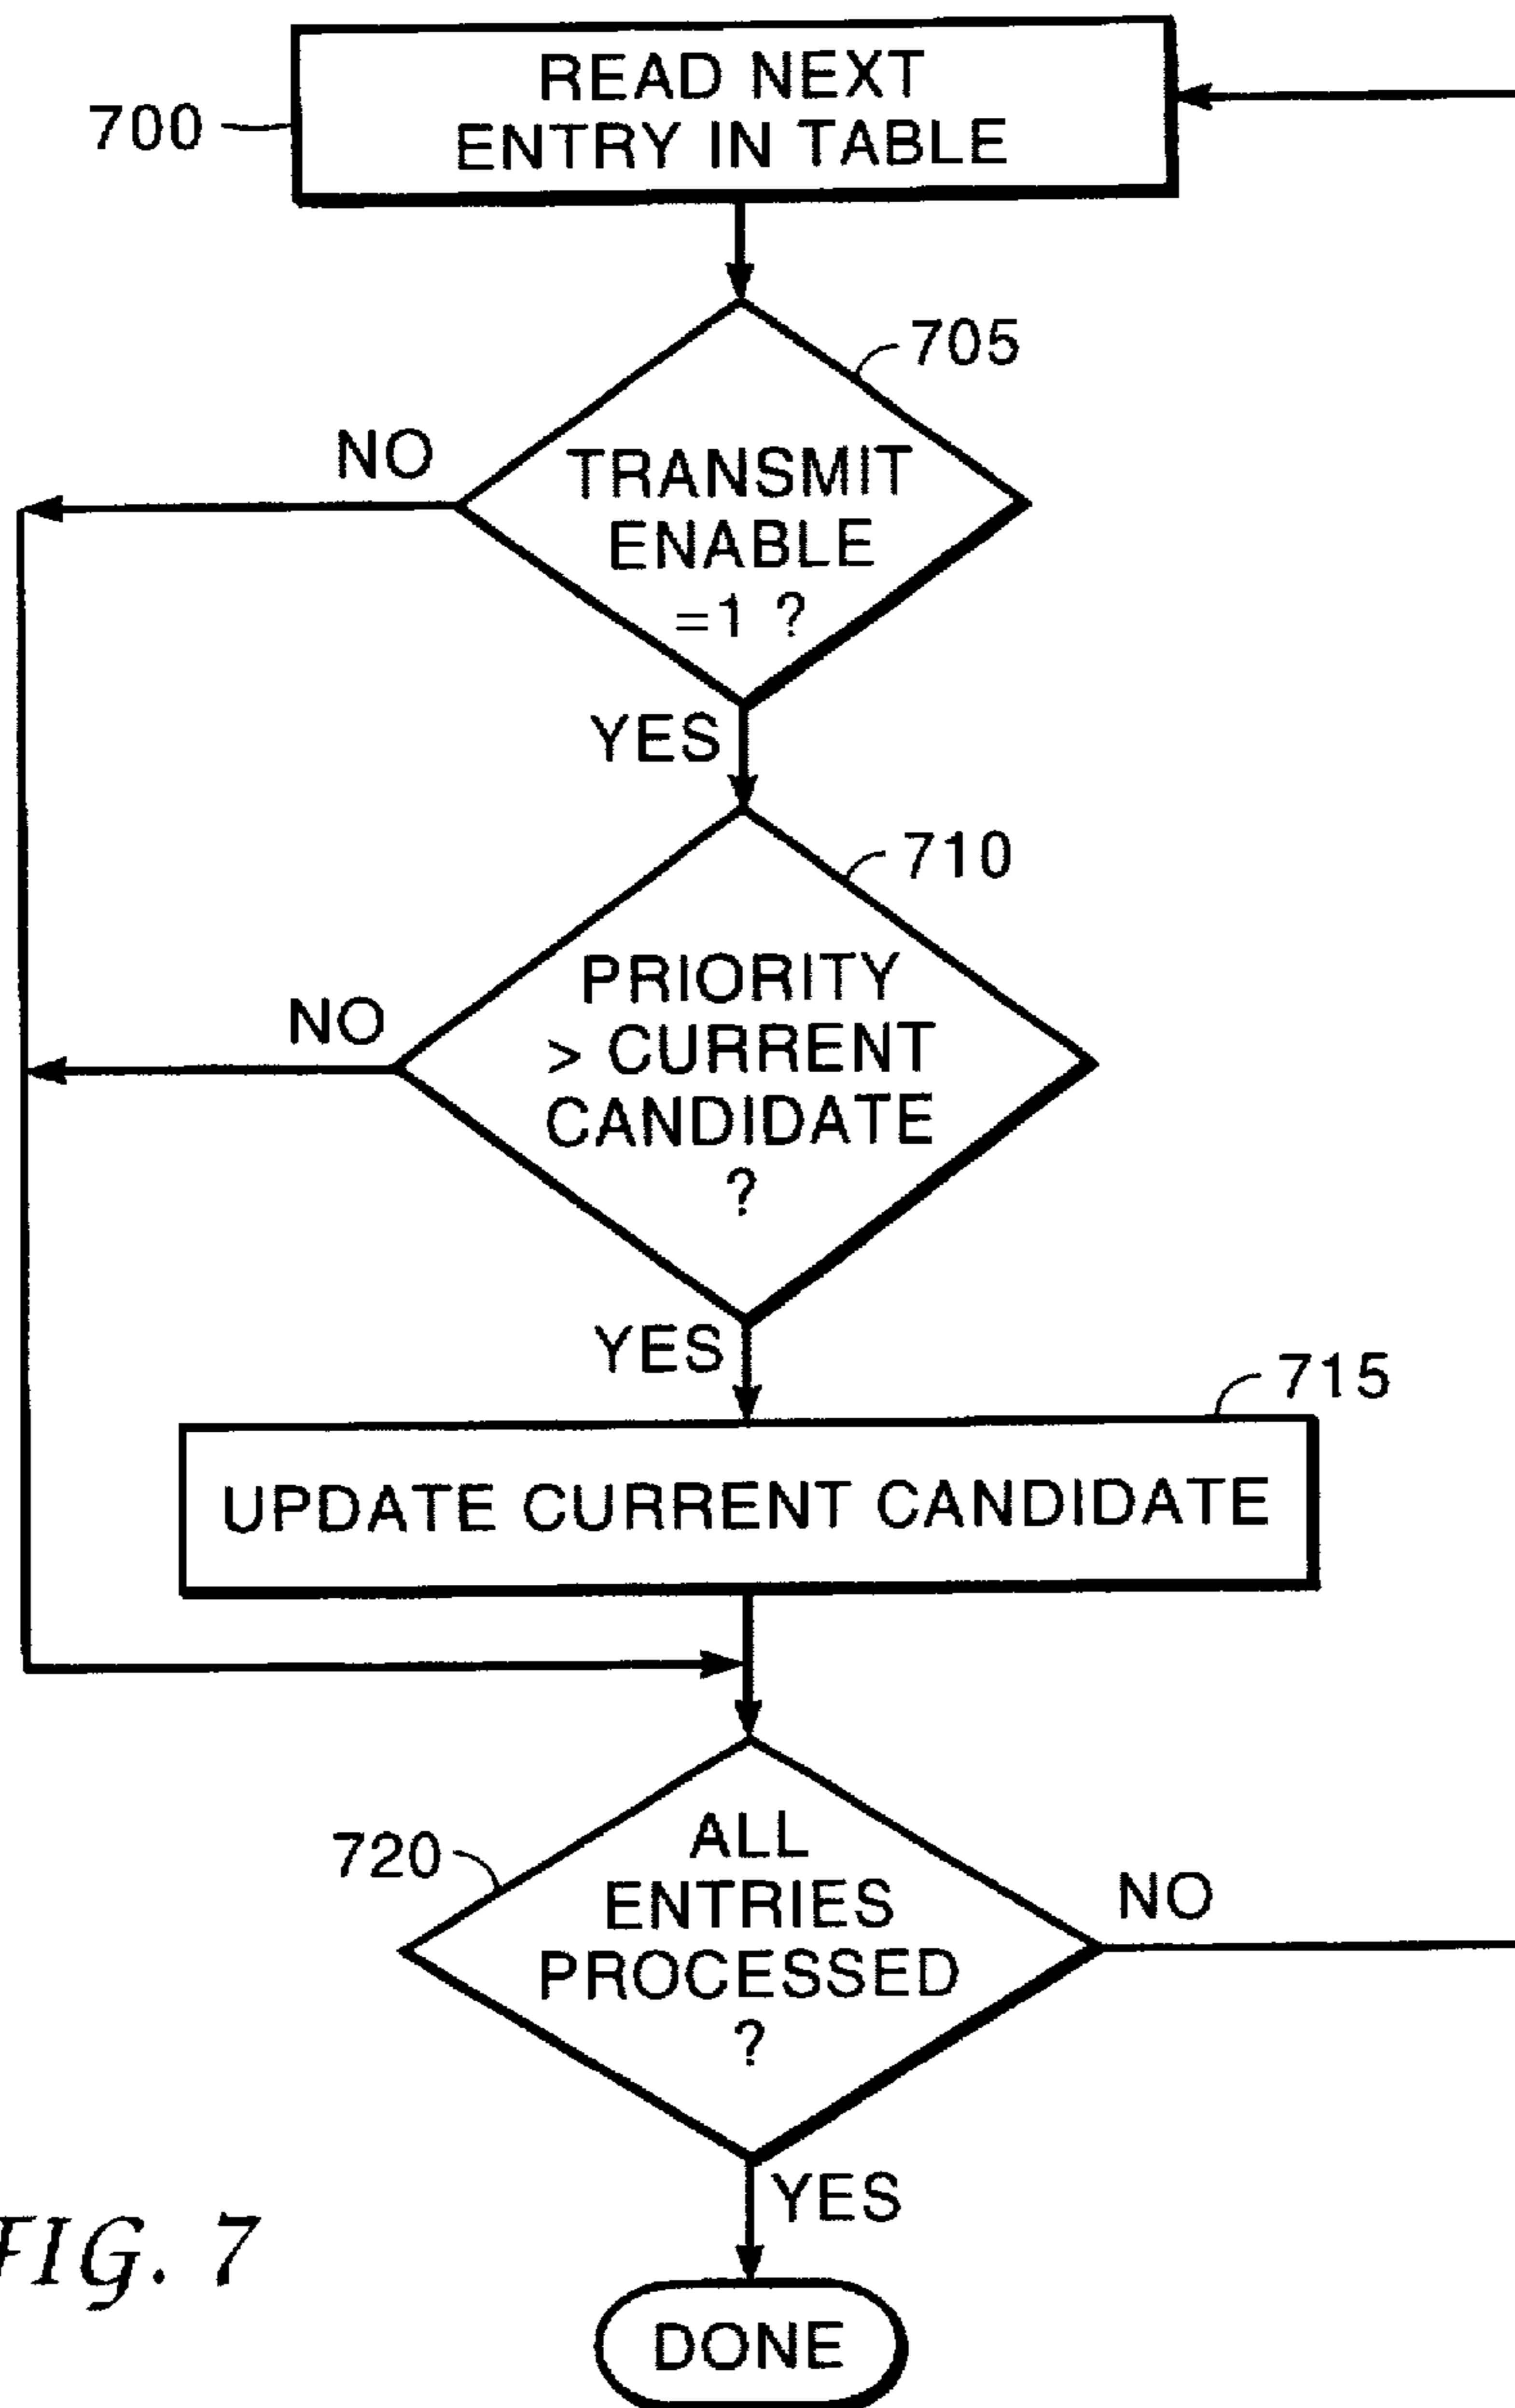 READ NEXT
ENTRY IN TABLE
700
705
NO
TRANSMIT
ENABLE
=1 ?
YES
710
NO
PRIORITY
> CURRENT
CANDIDATE
?
YES
715
UPDATE CURRENT CANDIDATE
720
ALL
ENTRIES
PROCESSED
?
NO
YES
FIG. 7
DONE